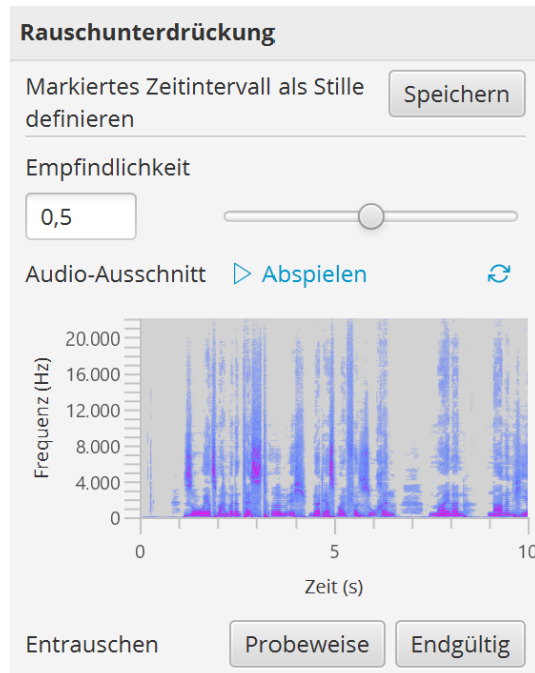 Rauschunterdrückung
Markiertes Zeitintervall als Stille
definieren
Speichern
Empfindlichkeit
0,5
Audio-Ausschnitt Abspielen
Frequenz (Hz)
20.000
16.000
12.000
8.000
4.000
0
0 5 10
Zeit (s)
Entrauschen Probeweise Endgültig